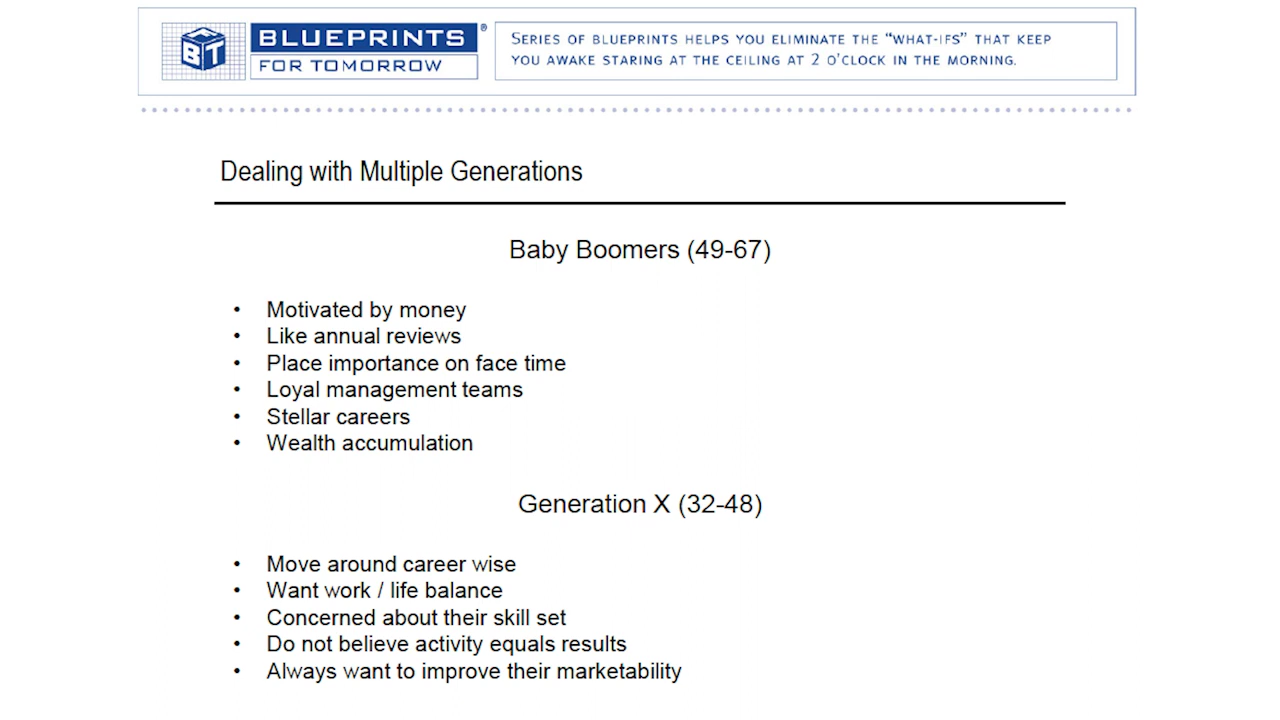 BLUEPRINTS®
FOR TOMORROW
BFT
SERIES OF BLUEPRINTS HELPS YOU ELIMINATE THE “WHAT-IFS” THAT KEEP
YOU AWAKE STARING AT THE CEILING AT 2 O’CLOCK IN THE MORNING.
Dealing with Multiple Generations
Baby Boomers (49-67)
• Motivated by money
• Like annual reviews
• Place importance on face time
• Loyal management teams
• Stellar careers
• Wealth accumulation
Generation X (32-48)
• Move around career wise
• Want work / life balance
• Concerned about their skill set
• Do not believe activity equals results
• Always want to improve their marketability